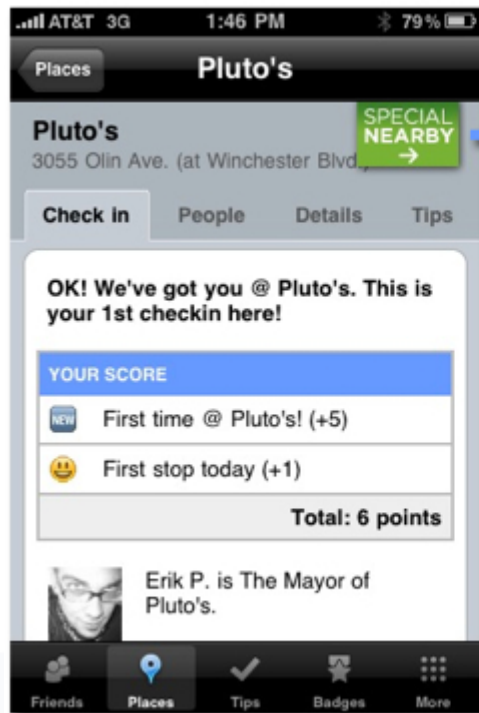 AT&T 3G 1:46 PM 79%
Places Pluto's
SPECIAL
NEARBY
Pluto's
3055 Olin Ave. (at Winchester Blvd
Check in People Details Tips
OK! We've got you @ Pluto's. This is
your 1st checkin here!
YOUR SCORE
NEW First time @ Pluto's! (+5)
First stop today (+1)
Total: 6 points
Erik P. is The Mayor of
Pluto's.
Friends Places Tips Badges More